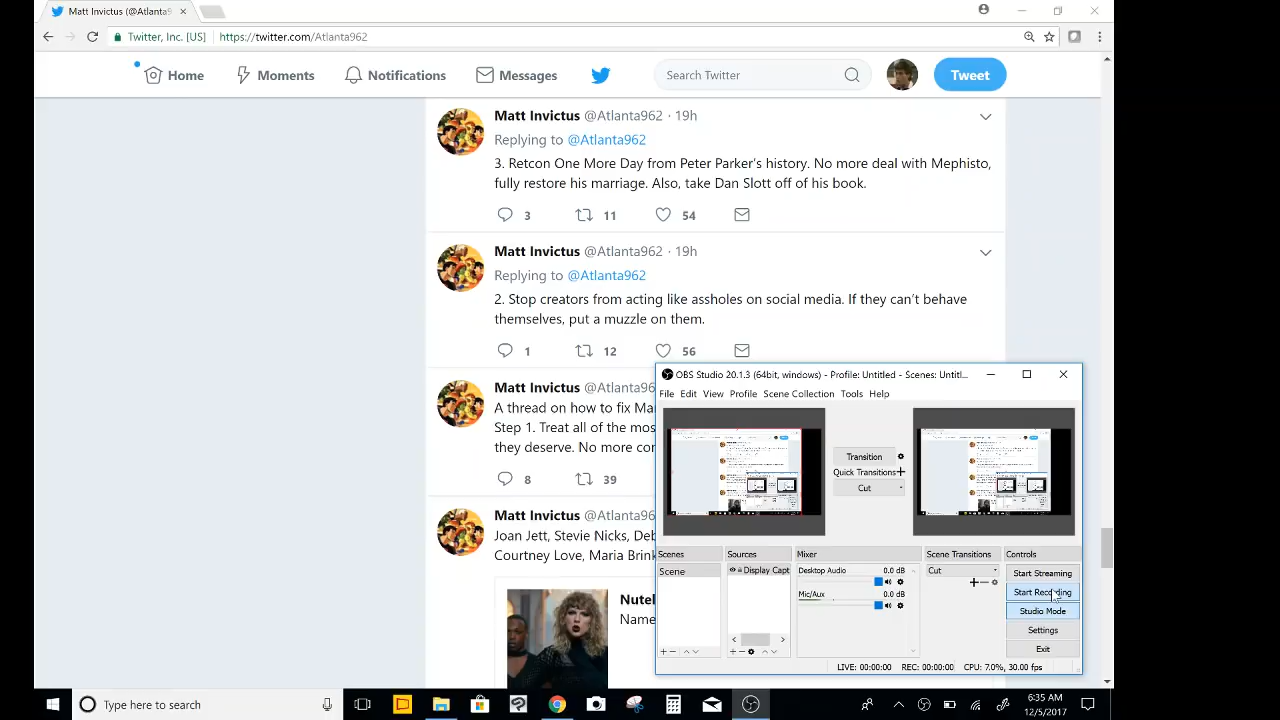 Matt Invictus (@Atlanta9
Twitter, Inc. [US]
https://twitter.com/Atlanta962
Home
Moments
Notifications
Messages
Search Twitter
Tweet
Matt Invictus @Atlanta962 · 19h
Replying to @Atlanta962
3. Retcon One More Day from Peter Parker's history. No more deal with Mephisto,
fully restore his marriage. Also, take Dan Slott off of his book.
3 11 54
Matt Invictus @Atlanta962 · 19h
Replying to @Atlanta962
2. Stop creators from acting like assholes on social media. If they can't behave
themselves, put a muzzle on them.
1 12 56
Matt Invictus @Atlanta96
A thread on how to fix Ma
Step 1. Treat all of the mos
they deserve. No more cor
8 39
Matt Invictus @Atlanta96
Joan Jett, Stevie Nicks, Deb
Courtney Love, Maria Brink
Nutel
Name
OBS Studio 20.1.3 (64bit, windows) - Profile: Untitled - Scenes: Untitl...
File Edit View Profile Scene Collection Tools Help
Transition
Quick Transitions
Cut
Scenes
Sources
Mixer
Scene Transitions
Controls
Scene
Display Capt
Desktop Audio 0.0 dB
Mic/Aux 0.0 dB
Cut
Start Streaming
Start Recording
Studio Mode
Settings
Exit
LIVE: 00:00:00 REC: 00:00:00 CPU: 7.0%, 30.00 fps
Type here to search
6:35 AM
12/5/2017